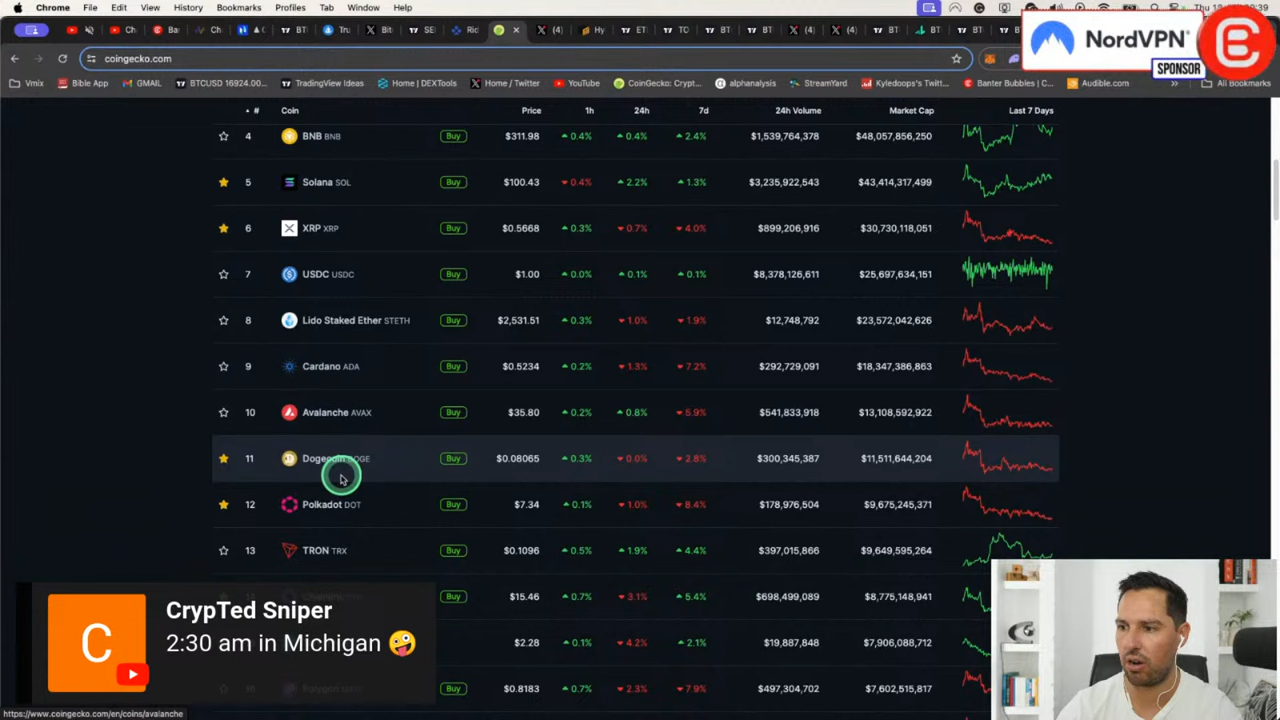 Chrome File Edit View History Bookmarks Profiles Tab Window Help
coingecko.com
NordVPN
SPONSOR
Vmix Bible App GMAIL BTCUSD 16924.00... TradingView Ideas Home | DEXTools Home / Twitter YouTube CoinGecko: Crypt... alphanalysis StreamYard Kyledoops's Twitt... Banter Bubbles | C... Audible.com » All Bookmarks
# Coin Price 1h 24h 7d 24h Volume Market Cap Last 7 Days
4 BNB BNB Buy $311.98 0.4% 0.4% 2.4% $1,539,764,378 $48,057,856,250
5 Solana SOL Buy $100.43 0.4% 2.2% 1.3% $3,235,922,543 $43,414,317,499
6 XRP XRP Buy $0.5668 0.3% 0.7% 4.0% $899,206,916 $30,730,118,051
7 USDC USDC Buy $1.00 0.0% 0.1% 0.1% $8,378,126,611 $25,697,634,151
8 Lido Staked Ether STETH Buy $2,531.51 0.3% 1.0% 1.9% $12,748,792 $23,572,042,626
9 Cardano ADA Buy $0.5234 0.2% 1.3% 7.2% $292,729,091 $18,347,386,863
10 Avalanche AVAX Buy $35.80 0.2% 0.8% 5.9% $541,833,918 $13,108,592,922
11 Dogecoin DOGE Buy $0.08065 0.3% 0.0% 2.8% $300,345,387 $11,511,644,204
12 Polkadot DOT Buy $7.34 0.1% 1.0% 8.4% $178,976,504 $9,675,245,371
13 TRON TRX Buy $0.1096 0.5% 1.9% 4.4% $397,015,866 $9,649,595,264
Buy $15.46 0.7% 3.1% 5.4% $698,499,089 $8,775,148,941
Buy $2.28 0.1% 4.2% 2.1% $19,887,848 $7,906,088,712
Buy $0.8183 0.7% 2.3% 7.9% $497,304,702 $7,602,515,817
C
CrypTed Sniper
2:30 am in Michigan 🤪
https://www.coingecko.com/en/coins/avalanche